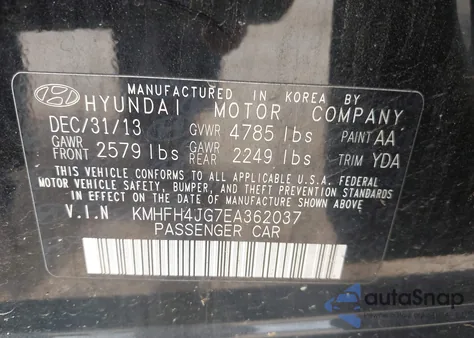 MANUFACTURED IN KOREA BY
HYUNDAI MOTOR COMPANY
DEC/31/13 GVWR 4785 lbs PAINT AA
GAWR FRONT 2579 lbs GAWR REAR 2249 lbs TRIM YDA
THIS VEHICLE CONFORMS TO ALL APPLICABLE U.S.A. FEDERAL
MOTOR VEHICLE SAFETY, BUMPER, AND THEFT PREVENTION STANDARDS
IN EFFECT ON THE DATE OF MANUFACTURE SHOWN ABOVE.
V.I.N KMHFH4JG7EA362037
PASSENGER CAR
autaSnap